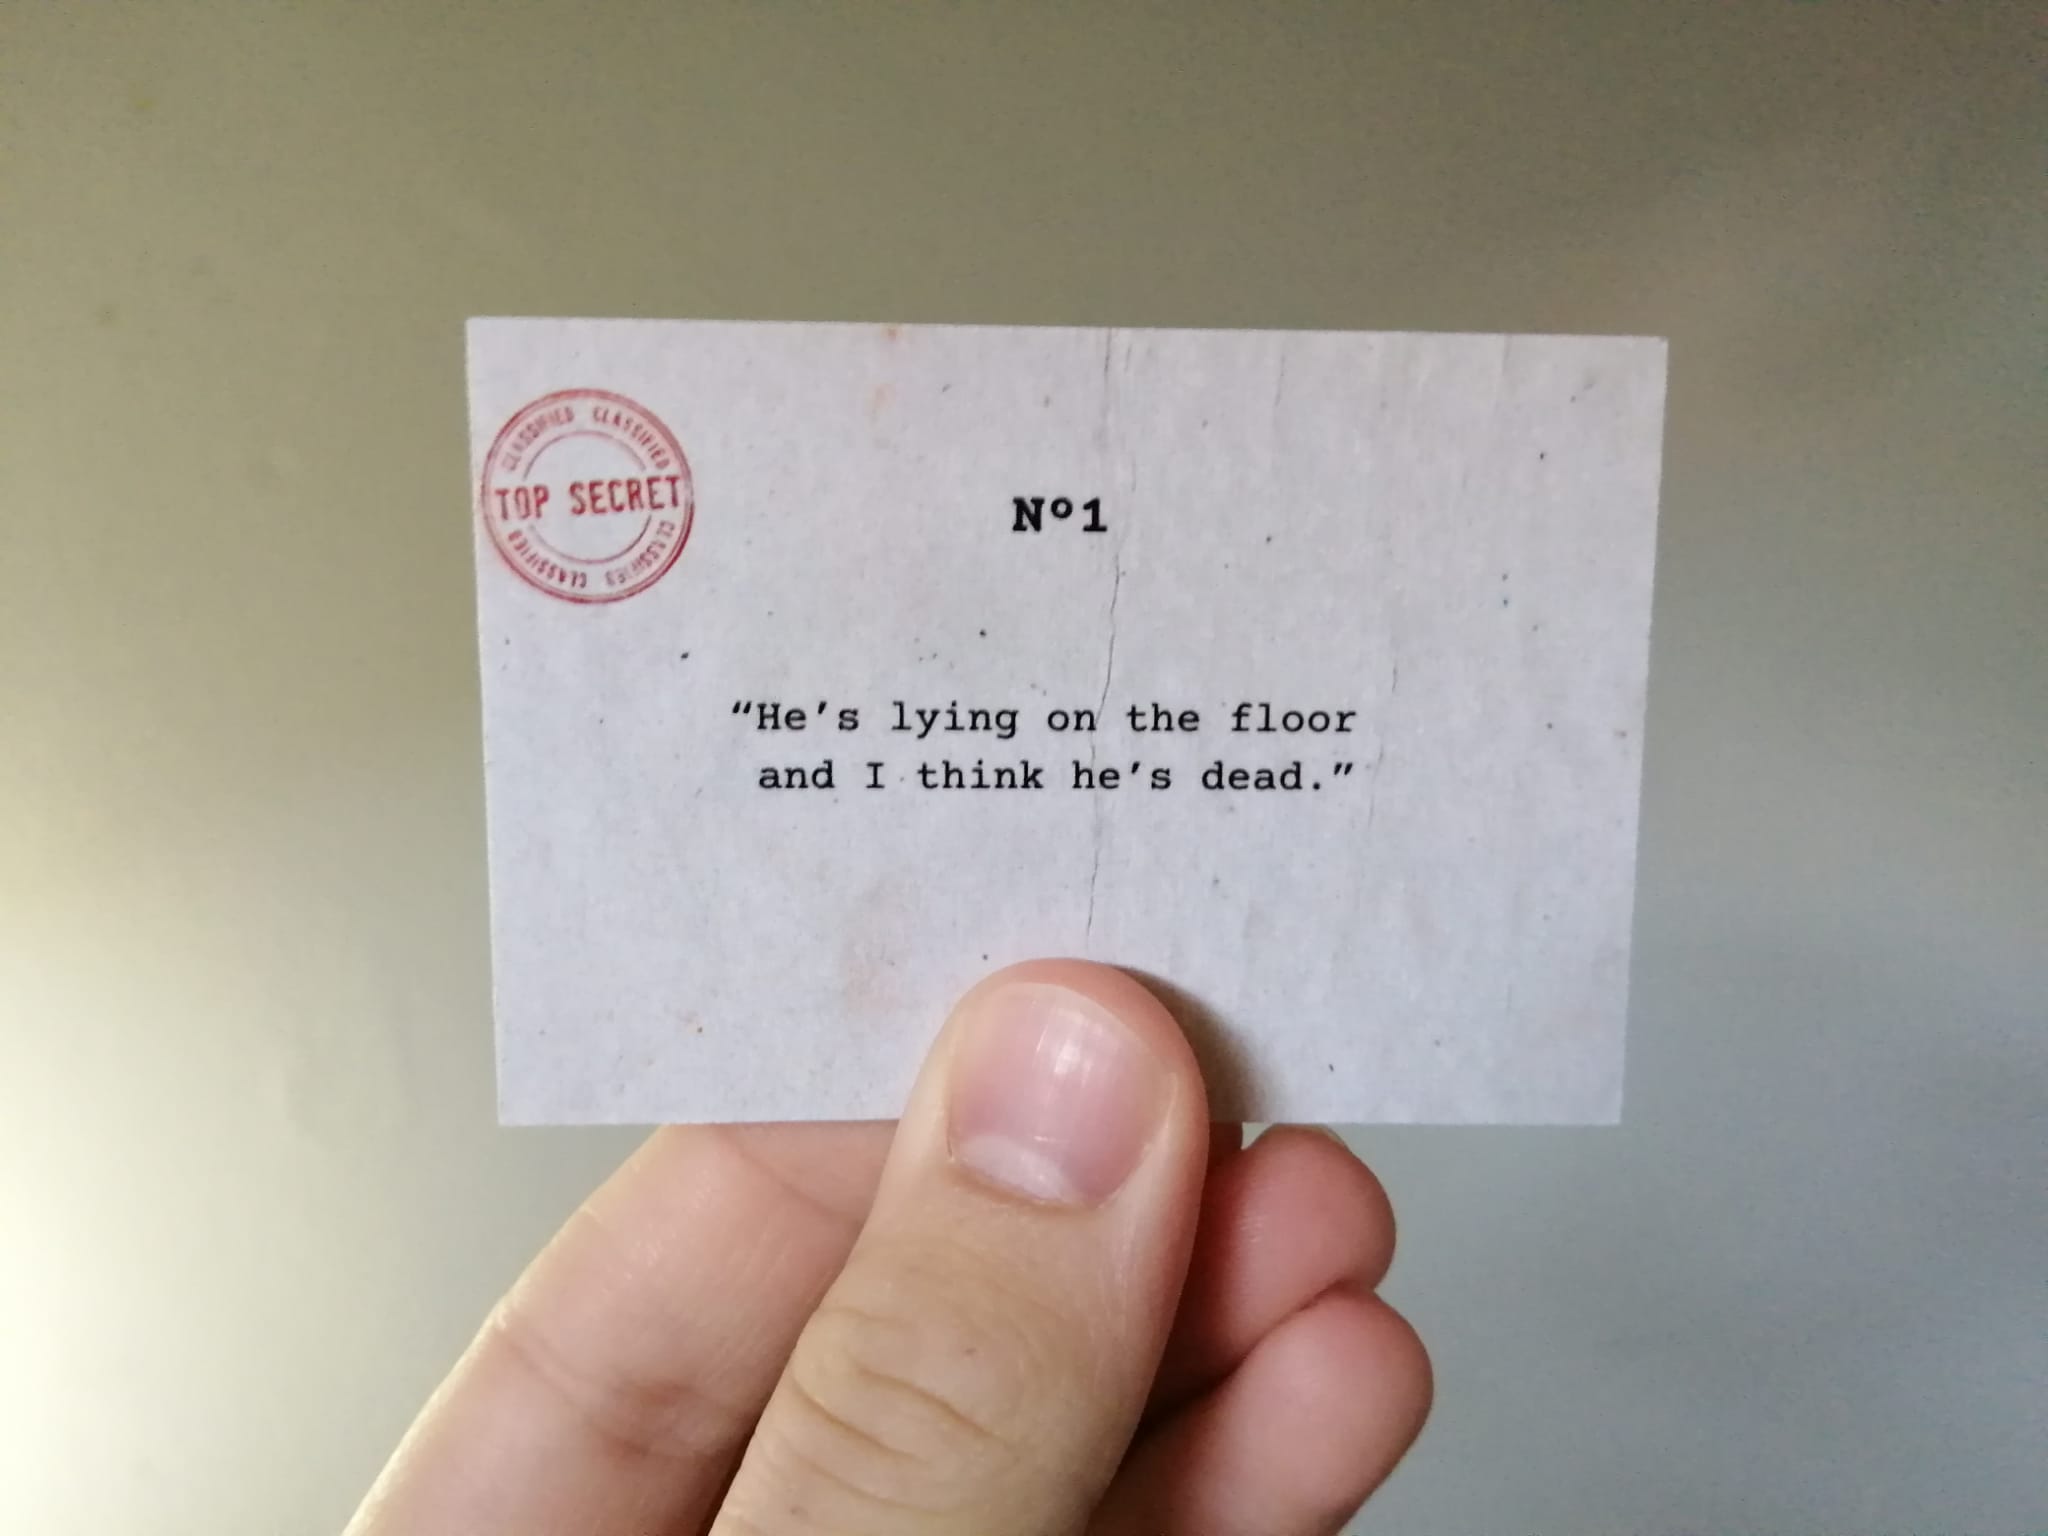 CLASSIFIED CLASSIFIED
TOP SECRET
CLASSIFIED CLASSIFIED
Nº1
“He’s lying on the floor
and I think he’s dead.”